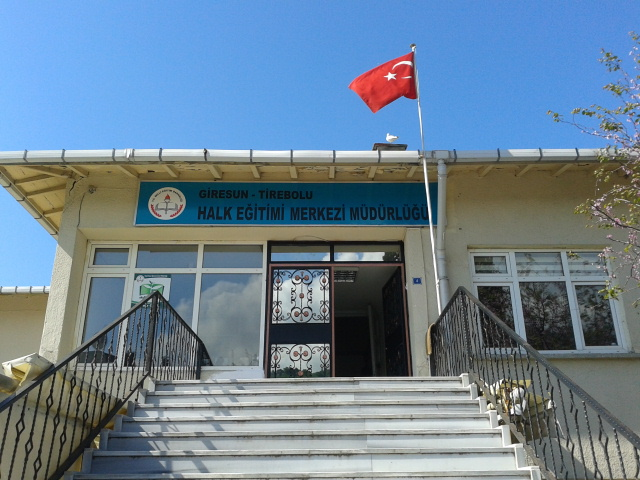 GİRESUN - TİREBOLU
HALK EĞİTİMİ MERKEZİ MÜDÜRLÜĞÜ